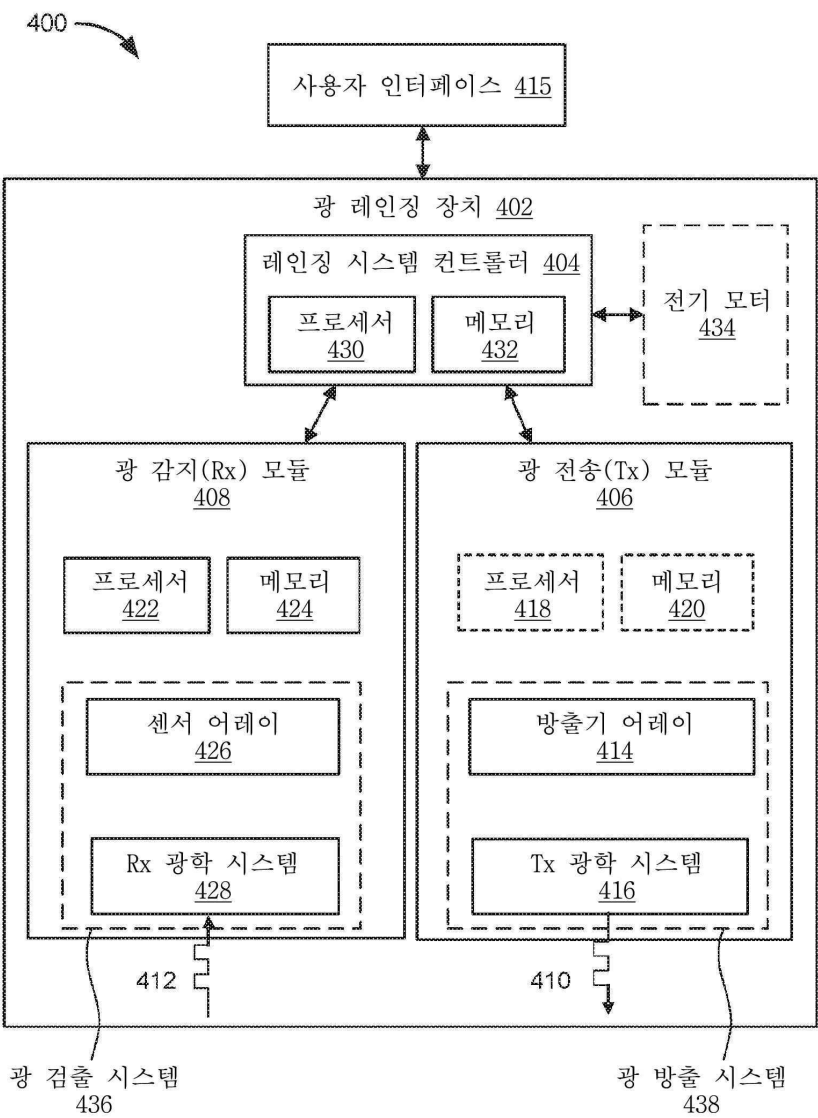 400
사용자 인터페이스 415
광 레인징 장치 402
레인징 시스템 컨트롤러 404
프로세서
430
메모리
432
전기 모터
434
광 감지(Rx) 모듈
408
광 전송(Tx) 모듈
406
프로세서
422
메모리
424
프로세서
418
메모리
420
센서 어레이
426
방출기 어레이
414
Rx 광학 시스템
428
Tx 광학 시스템
416
412
410
광 검출 시스템
436
광 방출 시스템
438